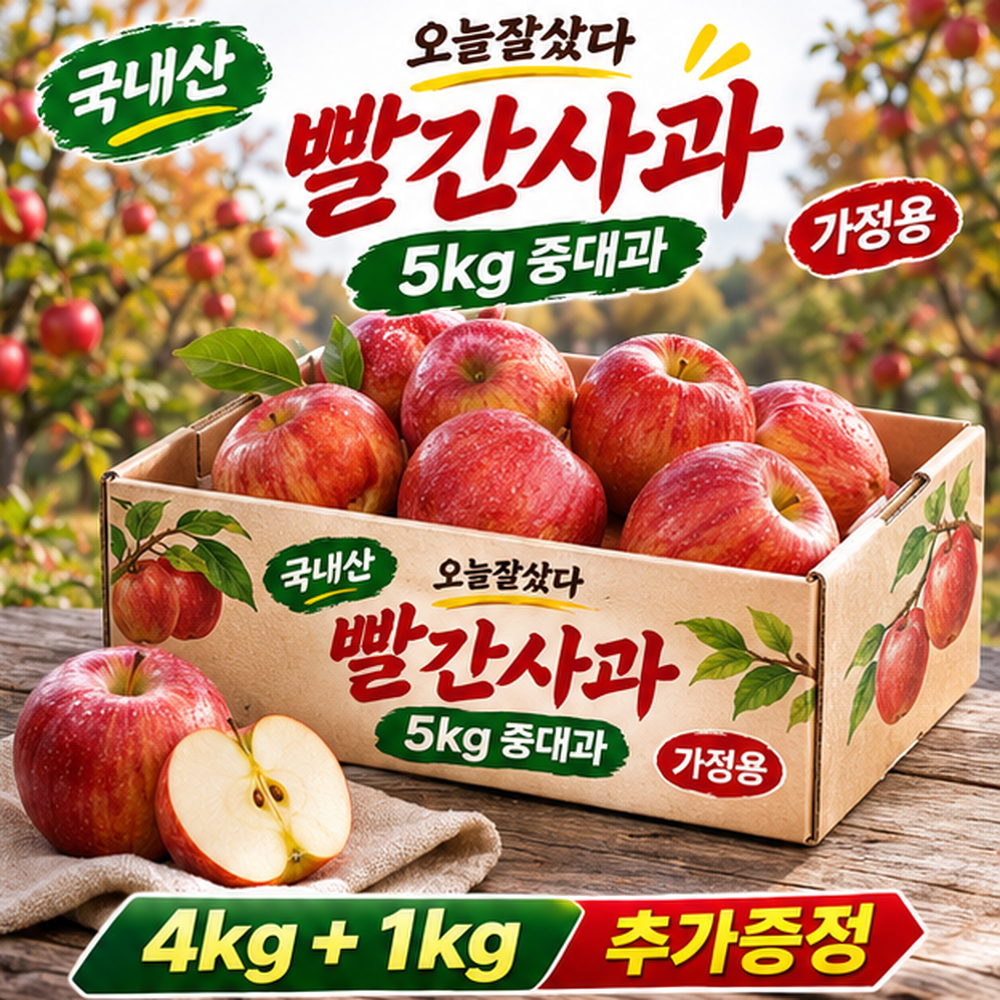 국내산
오늘잘샀다
빨간사과
5kg 중대과
가정용
국내산
오늘잘샀다
빨간사과
5kg 중대과
가정용
4kg + 1kg 추가증정